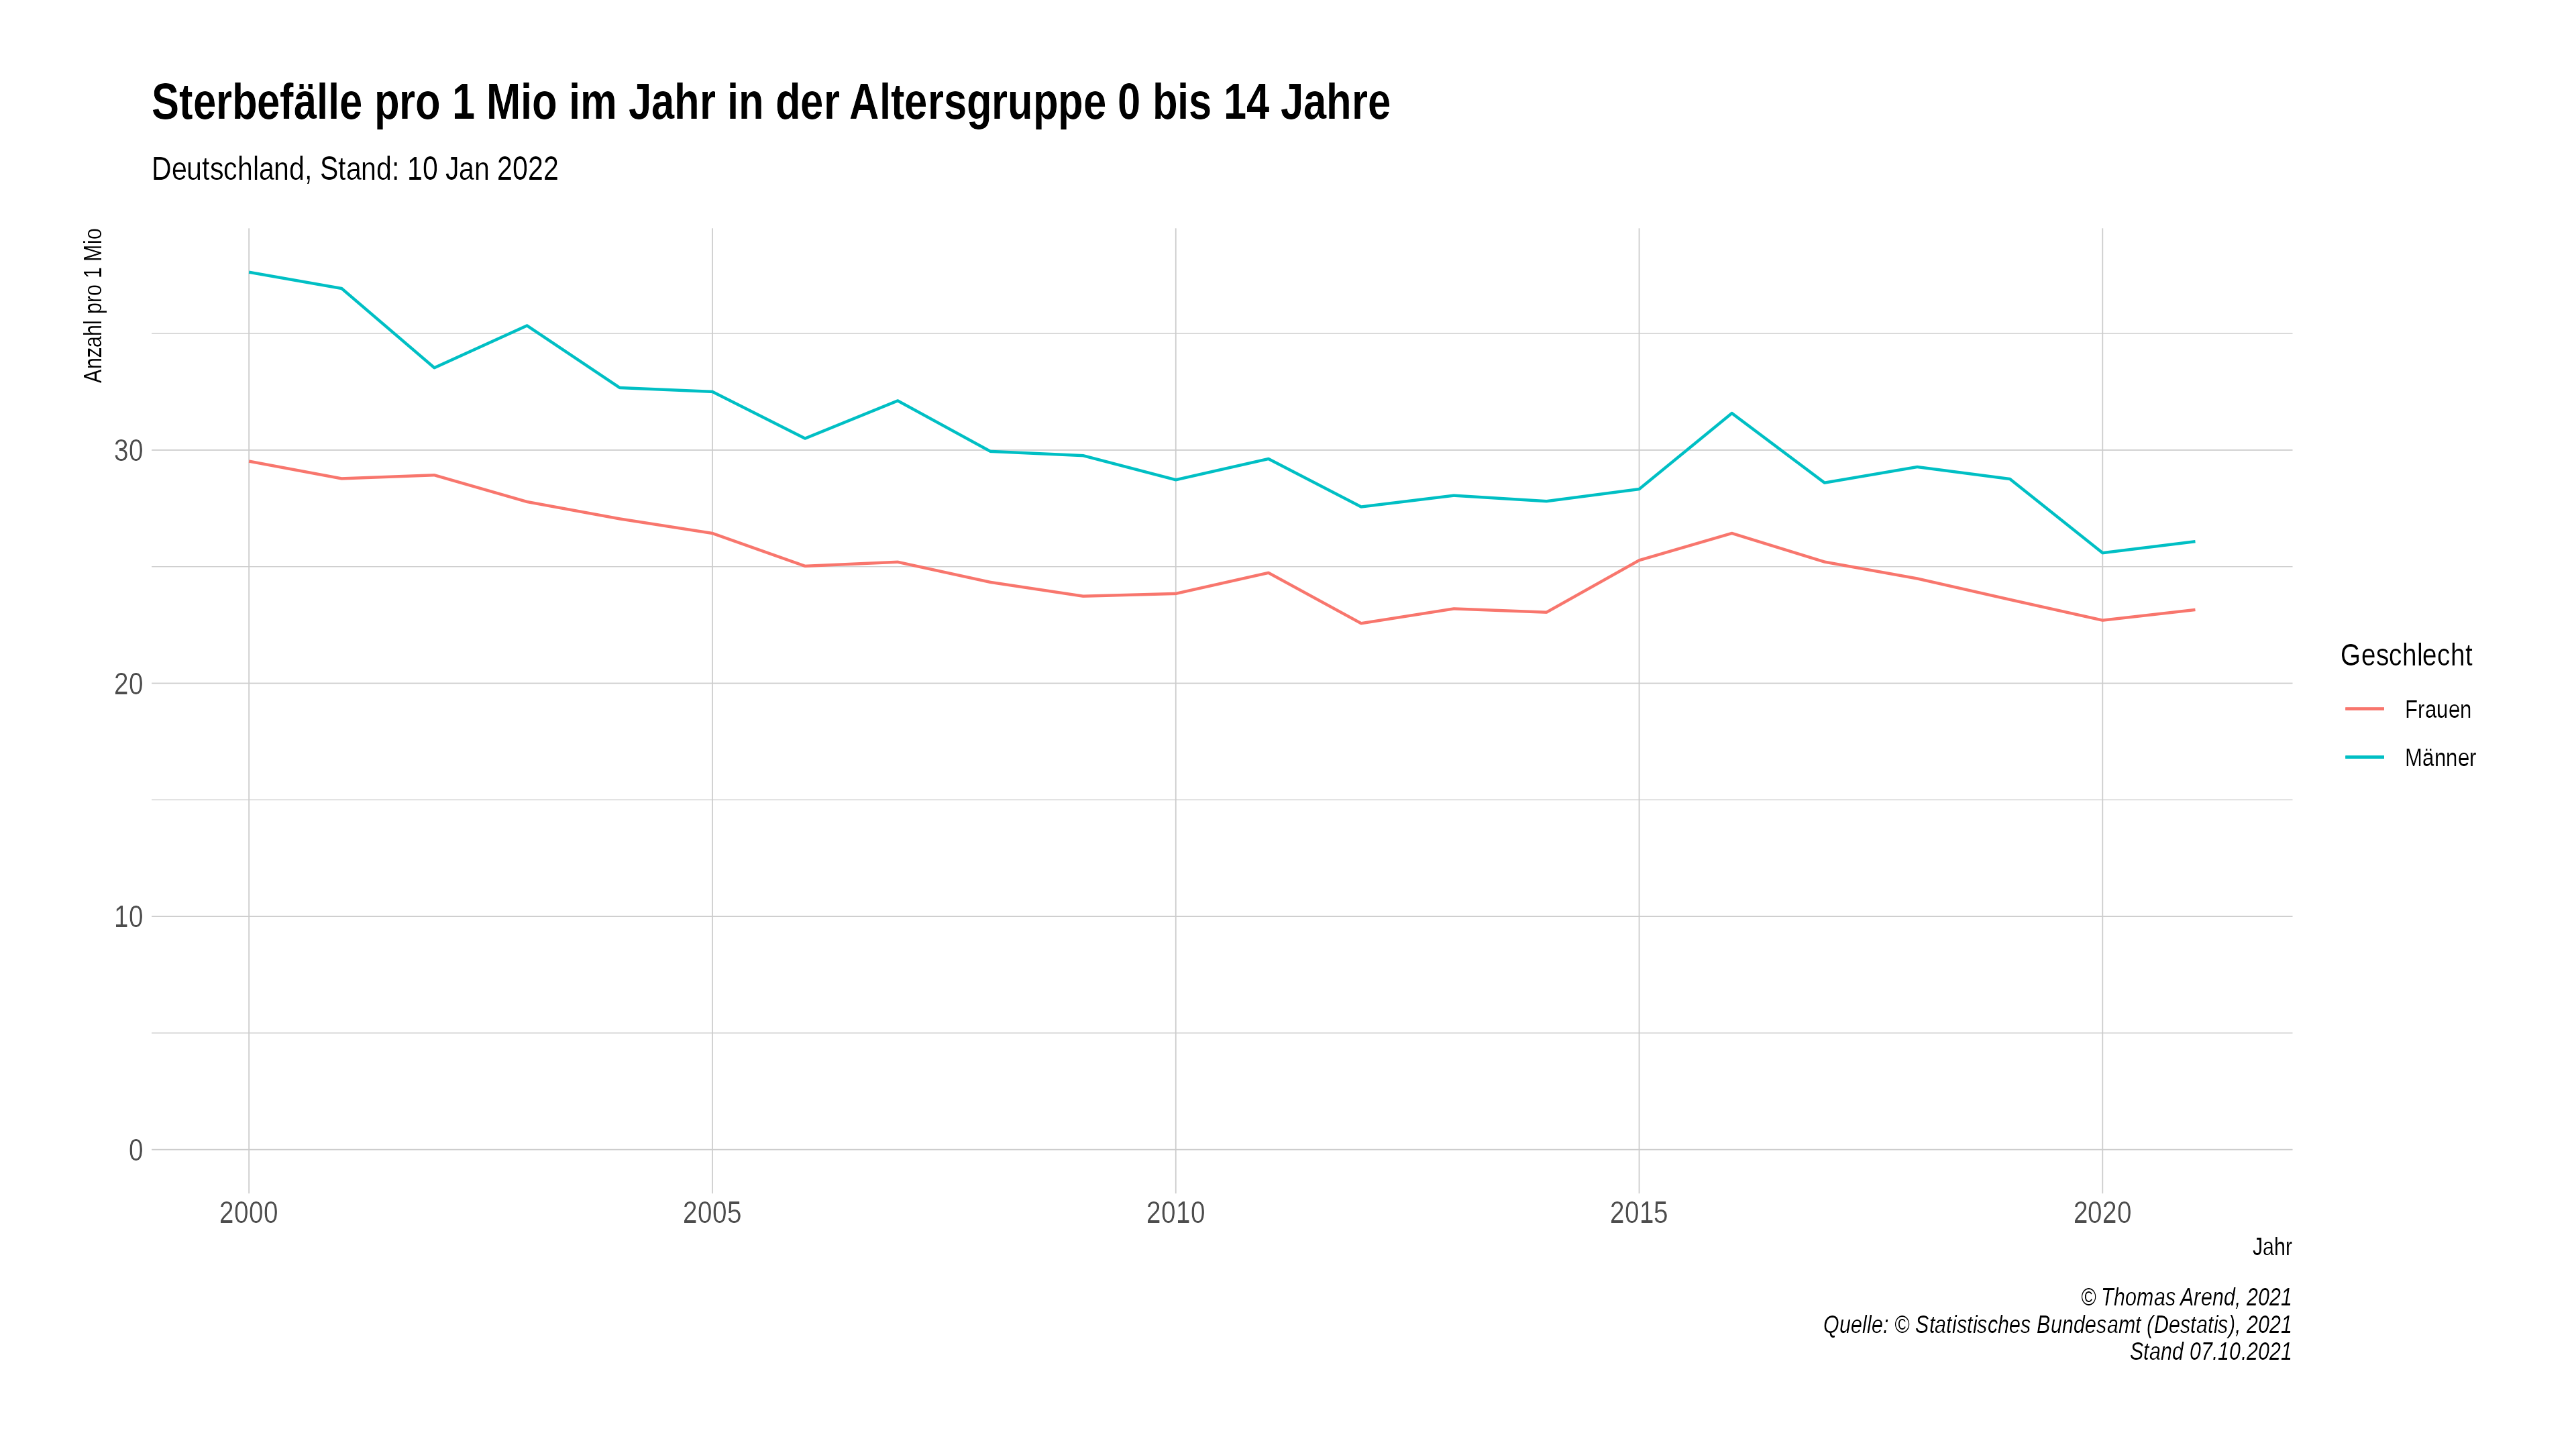 Sterbefälle pro 1 Mio im Jahr in der Altersgruppe 0 bis 14 Jahre
Deutschland, Stand: 10 Jan 2022
Anzahl pro 1 Mio
30
20
10
0
2000
2005
2010
2015
2020
Jahr
Geschlecht
Frauen
Männer
© Thomas Arend, 2021
Quelle: © Statistisches Bundesamt (Destatis), 2021
Stand 07.10.2021